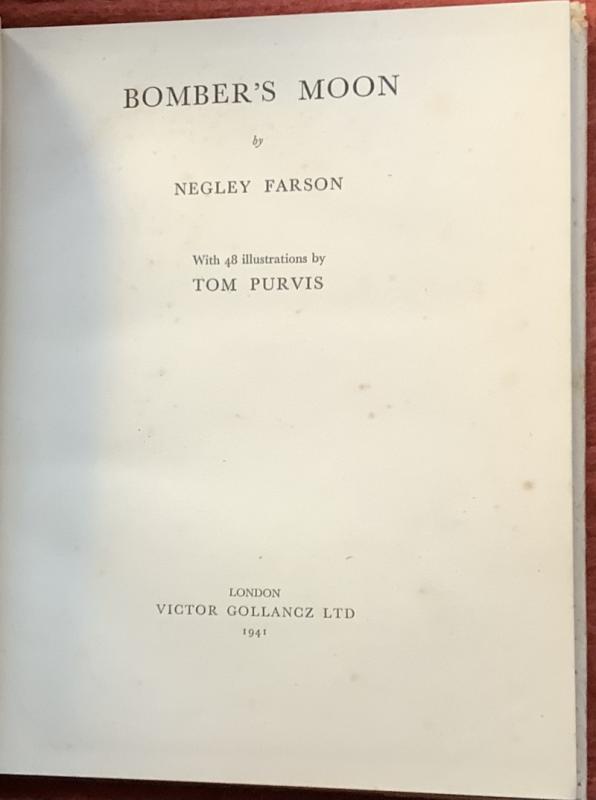 BOMBER'S MOON
by
NEGLEY FARSON
With 48 illustrations by
TOM PURVIS
LONDON
VICTOR GOLLANCZ LTD
1941